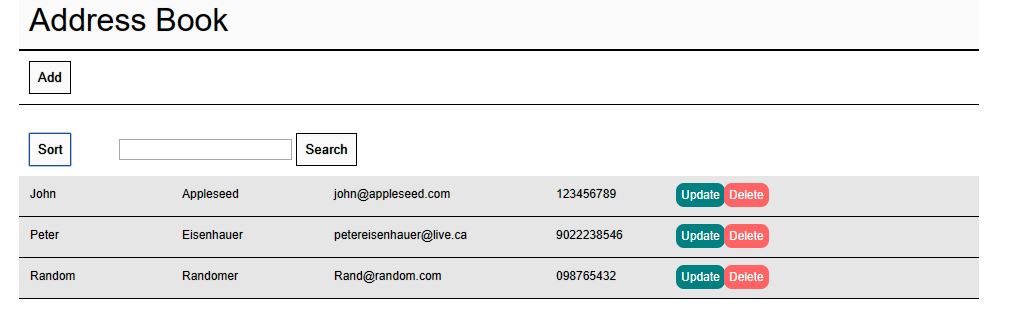 Address Book
Add
Sort Search
John Appleseed john@appleseed.com 123456789 Update Delete
Peter Eisenhauer petereisenhauer@live.ca 9022238546 Update Delete
Random Randomer Rand@random.com 098765432 Update Delete